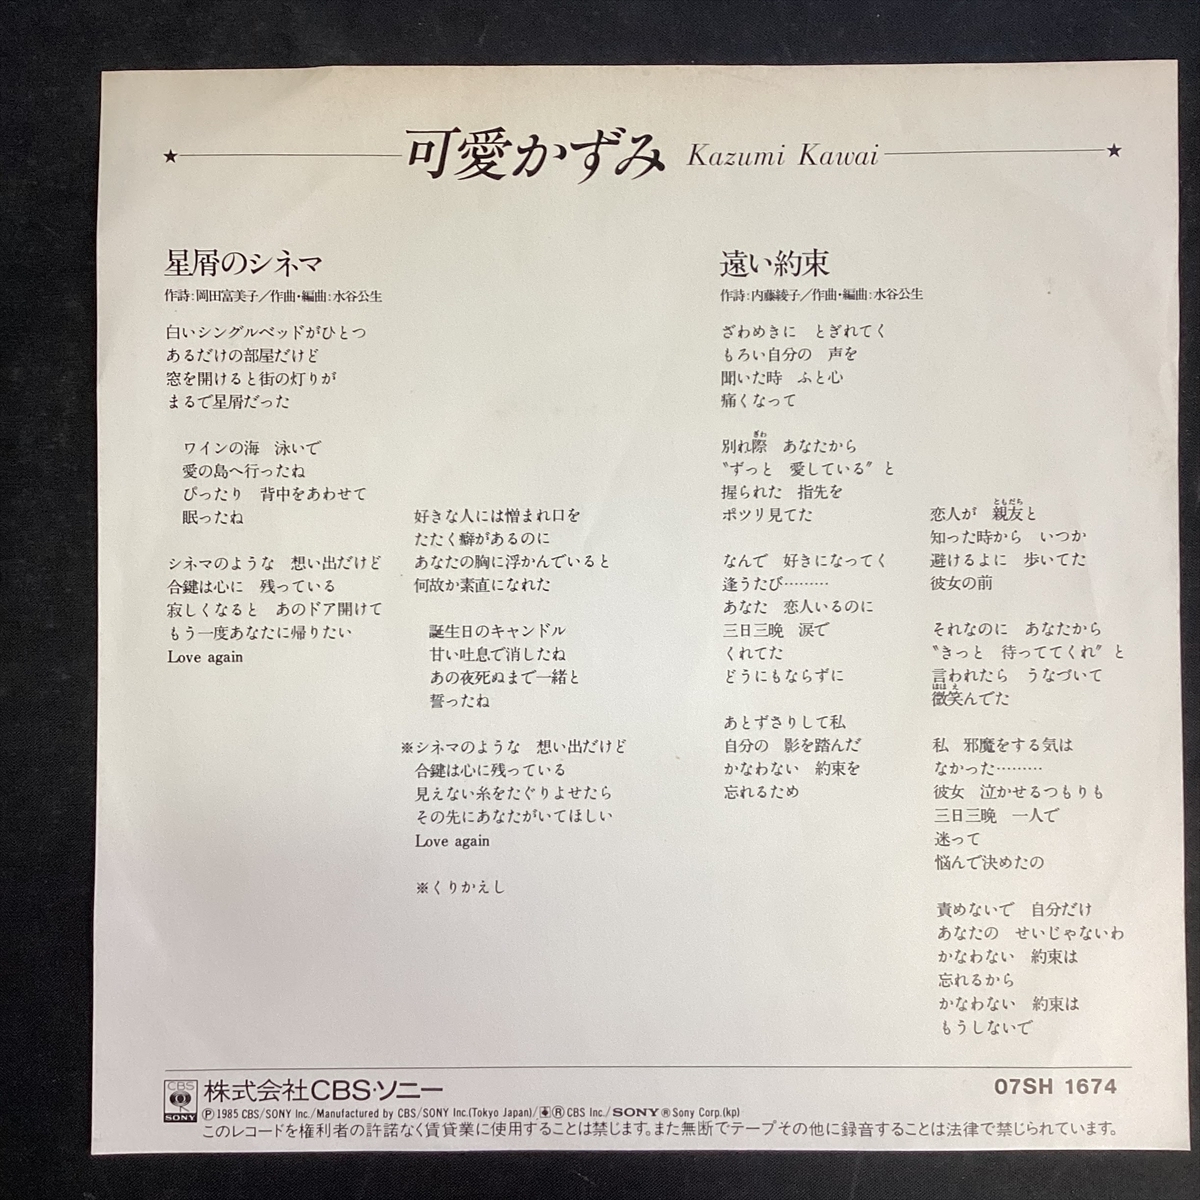 ★ 可愛かずみ Kazumi Kawai ★
星屑のシネマ
作詩:岡田富美子/作曲・編曲:水谷公生
白いシングルベッドがひとつ
あるだけの部屋だけど
窓を開けると街の灯りが
まるで星屑だった
ワインの海　泳いで
愛の島へ行ったね
ぴったり　背中をあわせて
眠ったね
シネマのような　想い出だけど
合鍵は心に　残っている
寂しくなると　あのドア開けて
もう一度あなたに帰りたい
Love again
好きな人には憎まれ口を
たたく癖があるのに
あなたの胸に浮かんでいると
何故か素直になれた
誕生日のキャンドル
甘い吐息で消したね
あの夜死ぬまで一緒と
誓ったね
※シネマのような　想い出だけど
合鍵は心に残っている
見えない糸をたぐりよせたら
その先にあなたがいてほしい
Love again
※くりかえし
遠い約束
作詩:内藤綾子/作曲・編曲:水谷公生
ざわめきに　とぎれてく
もろい自分の　声を
聞いた時　ふと心
痛くなって
ぎわ
別れ際　あなたから
〝ずっと　愛している〟と
握られた　指先を
ポツリ見てた
なんで　好きになってく
逢うたび………
あなた　恋人いるのに
三日三晩　涙で
くれてた
どうにもならずに
あとずさりして私
自分の　影を踏んだ
かなわない　約束を
忘れるため
ともだち
恋人が　親友と
知った時から　いつか
避けるよに　歩いてた
彼女の前
それなのに　あなたから
〝きっと　待っててくれ〟と
言われたら　うなづいて
ほほえ
微笑んでた
私　邪魔をする気は
なかった………
彼女　泣かせるつもりも
三日三晩　一人で
迷って
悩んで決めたの
責めないで　自分だけ
あなたの　せいじゃないわ
かなわない　約束は
忘れるから
かなわない　約束は
もうしないで
CBS SONY 株式会社CBS・ソニー
07SH 1674
Ⓟ1985 CBS/SONY Inc./Manufactured by CBS/SONY Inc.(Tokyo Japan)/Ⓡ CBS Inc./SONY Ⓡ Sony Corp.(kp)
このレコードを権利者の許諾なく賃貸業に使用することは禁じます。また無断でテープその他に録音することは法律で禁じられています。